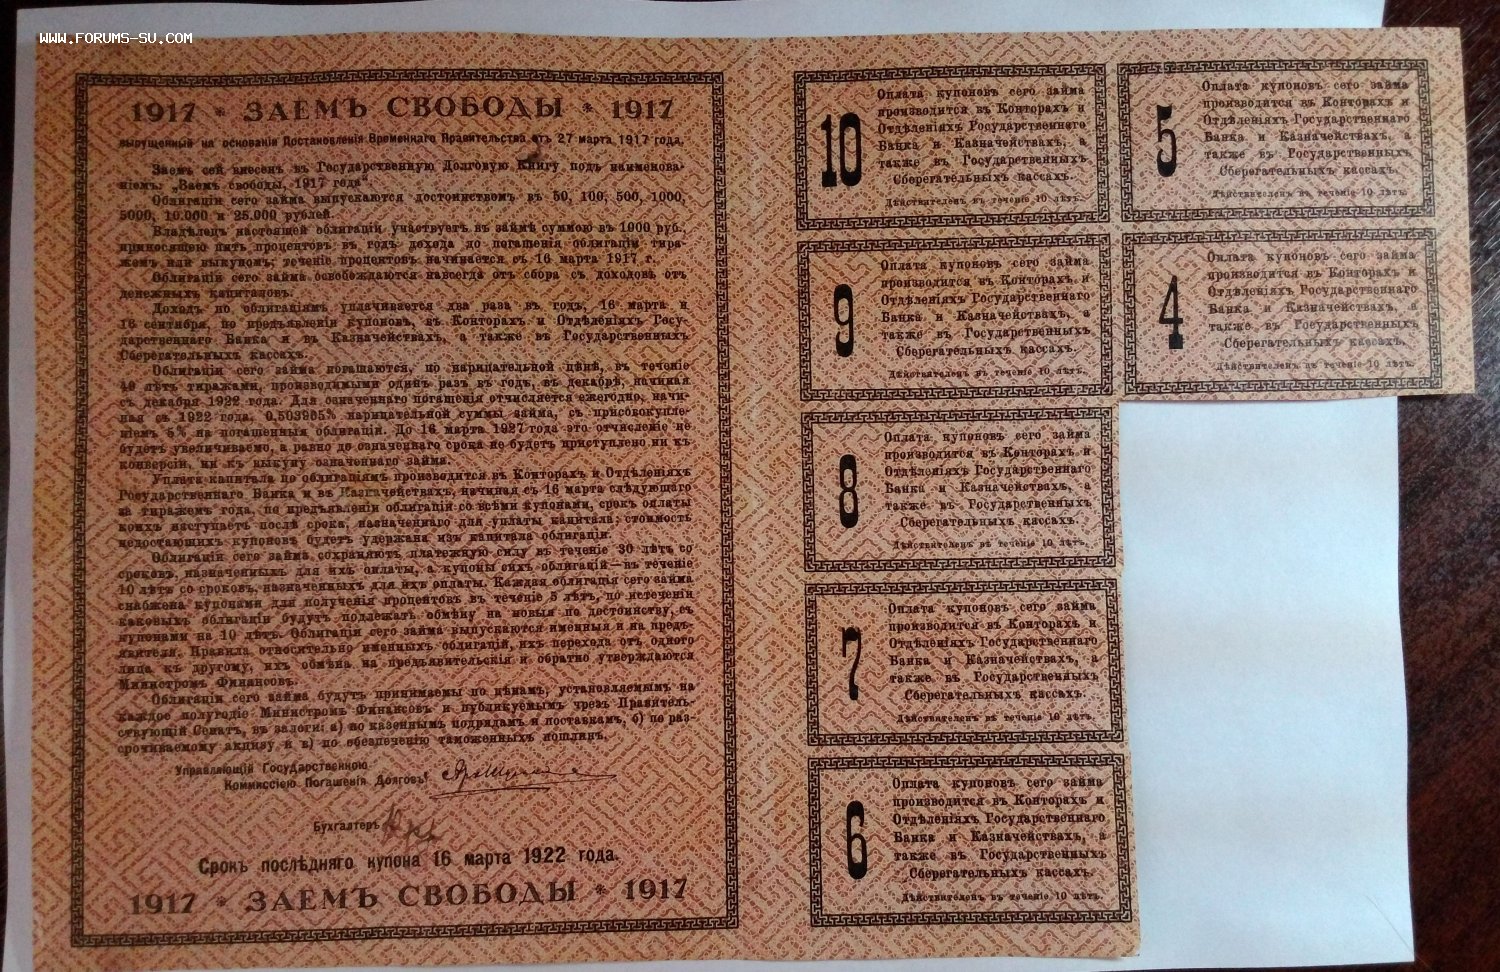 WWW.FORUMS-SU.COM
1917 * ЗАЕМЪ СВОБОДЫ * 1917
выпущенный на основаніи Постановленія Временнаго Правительства отъ 27 марта 1917 года.
Заемъ сей внесенъ въ Государственную Долговую Книгу подъ наименова-
ніемъ: „Заемъ свободы, 1917 года“.
Облигаціи сего займа выпускаются достоинствомъ въ 50, 100, 500, 1000,
5000, 10.000 и 25.000 рублей.
Владѣлецъ настоящей облигаціи участвуетъ въ займѣ суммою въ 1000 руб.,
приносящею пять процентовъ въ годъ дохода до погашенія облигаціи тира-
жемъ или выкупомъ; теченіе процентовъ начинается съ 16 марта 1917 г.
Облигаціи сего займа освобождаются навсегда отъ сбора съ доходовъ отъ
денежныхъ капиталовъ.
Доходъ по облигаціямъ уплачивается два раза въ годъ, 16 марта и
16 сентября, по предъявленіи купоновъ, въ Конторахъ и Отдѣленіяхъ Госу-
дарственнаго Банка и въ Казначействахъ, а также въ Государственныхъ
Сберегательныхъ кассахъ.
Облигаціи сего займа погашаются, по нарицательной цѣнѣ, въ теченіе
49 лѣтъ тиражами, производимыми одинъ разъ въ годъ, въ декабрѣ, начиная
съ декабря 1922 года. Для означеннаго погашенія отчисляется ежегодно, начи-
ная съ 1922 года, 0,503965% нарицательной суммы займа, съ присовокупле-
ніемъ 5% на погашенныя облигаціи. До 16 марта 1927 года это отчисленіе не
будетъ увеличиваемо, а равно до означеннаго срока не будетъ приступлено ни къ
конверсіи, ни къ выкупу означеннаго займа.
Уплата капитала по облигаціямъ производится въ Конторахъ и Отдѣленіяхъ
Государственнаго Банка и въ Казначействахъ, начиная съ 16 марта слѣдующаго
за тиражемъ года, по предъявленіи облигаціи со всѣми купонами, срокъ оплаты
коихъ наступаетъ послѣ срока, назначеннаго для уплаты капитала; стоимость
недостающихъ купоновъ будетъ удержана изъ капитала облигаціи.
Облигаціи сего займа сохраняютъ платежную силу въ теченіе 30 лѣтъ со
сроковъ, назначенныхъ для ихъ оплаты, а купоны сихъ облигацій — въ теченіе
10 лѣтъ со сроковъ, назначенныхъ для ихъ оплаты. Каждая облигація сего займа
снабжена купонами для полученія процентовъ въ теченіе 5 лѣтъ, по истеченіи
каковыхъ облигаціи будутъ подлежать обмѣну на новыя по достоинству, съ
купонами на 10 лѣтъ. Облигаціи сего займа выпускаются именныя и на предъ-
явителя. Правила относительно именныхъ облигацій, ихъ перехода отъ одного
лица къ другому, ихъ обмѣна на предъявительскія и обратно утверждаются
Министромъ Финансовъ.
Облигаціи сего займа будутъ принимаемы по цѣнамъ, установляемымъ на
каждое полугодіе Министромъ Финансовъ и публикуемымъ чрезъ Правитель-
ствующій Сенатъ, въ залоги: а) по казеннымъ подрядамъ и поставкамъ, б) по раз-
срочиваемому акцизу и в) по обезпеченію таможенныхъ пошлинъ.
Управляющій Государственною
Комиссіею Погашенія Долговъ
Бухгалтеръ
Срокъ послѣдняго купона 16 марта 1922 года.
1917 * ЗАЕМЪ СВОБОДЫ * 1917
10
Оплата купоновъ сего займа
производится въ Конторахъ и
Отдѣленіяхъ Государственнаго
Банка и Казначействахъ, а
также въ Государственныхъ
Сберегательныхъ кассахъ.
Дѣйствителенъ въ теченіе 10 лѣтъ.
9
Оплата купоновъ сего займа
производится въ Конторахъ и
Отдѣленіяхъ Государственнаго
Банка и Казначействахъ, а
также въ Государственныхъ
Сберегательныхъ кассахъ.
Дѣйствителенъ въ теченіе 10 лѣтъ.
8
Оплата купоновъ сего займа
производится въ Конторахъ и
Отдѣленіяхъ Государственнаго
Банка и Казначействахъ, а
также въ Государственныхъ
Сберегательныхъ кассахъ.
Дѣйствителенъ въ теченіе 10 лѣтъ.
7
Оплата купоновъ сего займа
производится въ Конторахъ и
Отдѣленіяхъ Государственнаго
Банка и Казначействахъ, а
также въ Государственныхъ
Сберегательныхъ кассахъ.
Дѣйствителенъ въ теченіе 10 лѣтъ.
6
Оплата купоновъ сего займа
производится въ Конторахъ и
Отдѣленіяхъ Государственнаго
Банка и Казначействахъ, а
также въ Государственныхъ
Сберегательныхъ кассахъ.
Дѣйствителенъ въ теченіе 10 лѣтъ.
5
Оплата купоновъ сего займа
производится въ Конторахъ и
Отдѣленіяхъ Государственнаго
Банка и Казначействахъ, а
также въ Государственныхъ
Сберегательныхъ кассахъ.
Дѣйствителенъ въ теченіе 10 лѣтъ.
4
Оплата купоновъ сего займа
производится въ Конторахъ и
Отдѣленіяхъ Государственнаго
Банка и Казначействахъ, а
также въ Государственныхъ
Сберегательныхъ кассахъ.
Дѣйствителенъ въ теченіе 10 лѣтъ.